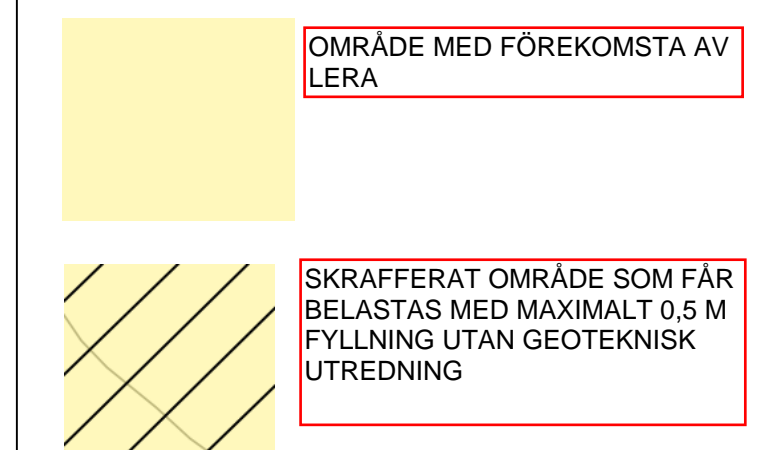 OMRÅDE MED FÖREKOMSTA AV
LERA
SKRAFFERAT OMRÅDE SOM FÅR
BELASTAS MED MAXIMALT 0,5 M
FYLLNING UTAN GEOTEKNISK
UTREDNING